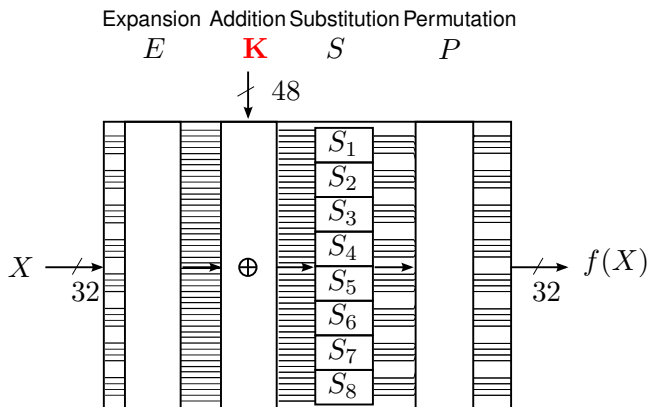 Expansion Addition Substitution Permutation
E K S P
48
S₁
S₂
S₃
S₄
X ⊕ f(X)
32 S₅ 32
S₆
S₇
S₈